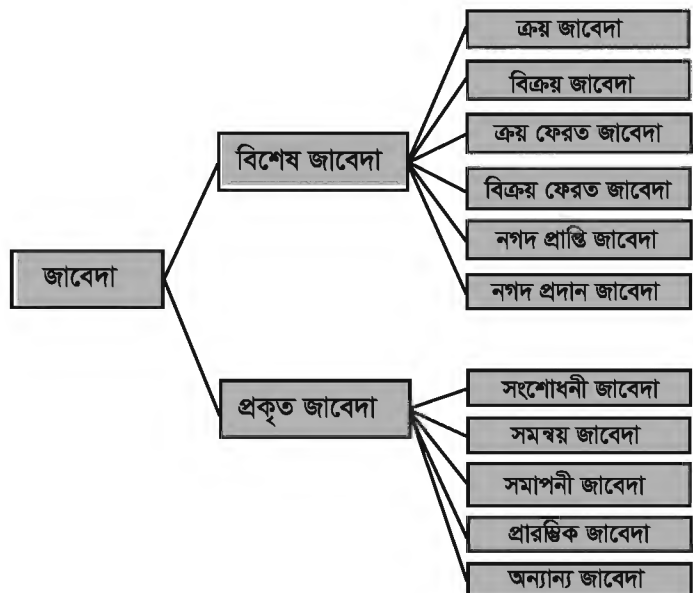 জাবেদা
বিশেষ জাবেদা
ক্রয় জাবেদা
বিক্রয় জাবেদা
ক্রয় ফেরত জাবেদা
বিক্রয় ফেরত জাবেদা
নগদ প্রাপ্তি জাবেদা
নগদ প্রদান জাবেদা
প্রকৃত জাবেদা
সংশোধনী জাবেদা
সমন্বয় জাবেদা
সমাপনী জাবেদা
প্রারম্ভিক জাবেদা
অন্যান্য জাবেদা